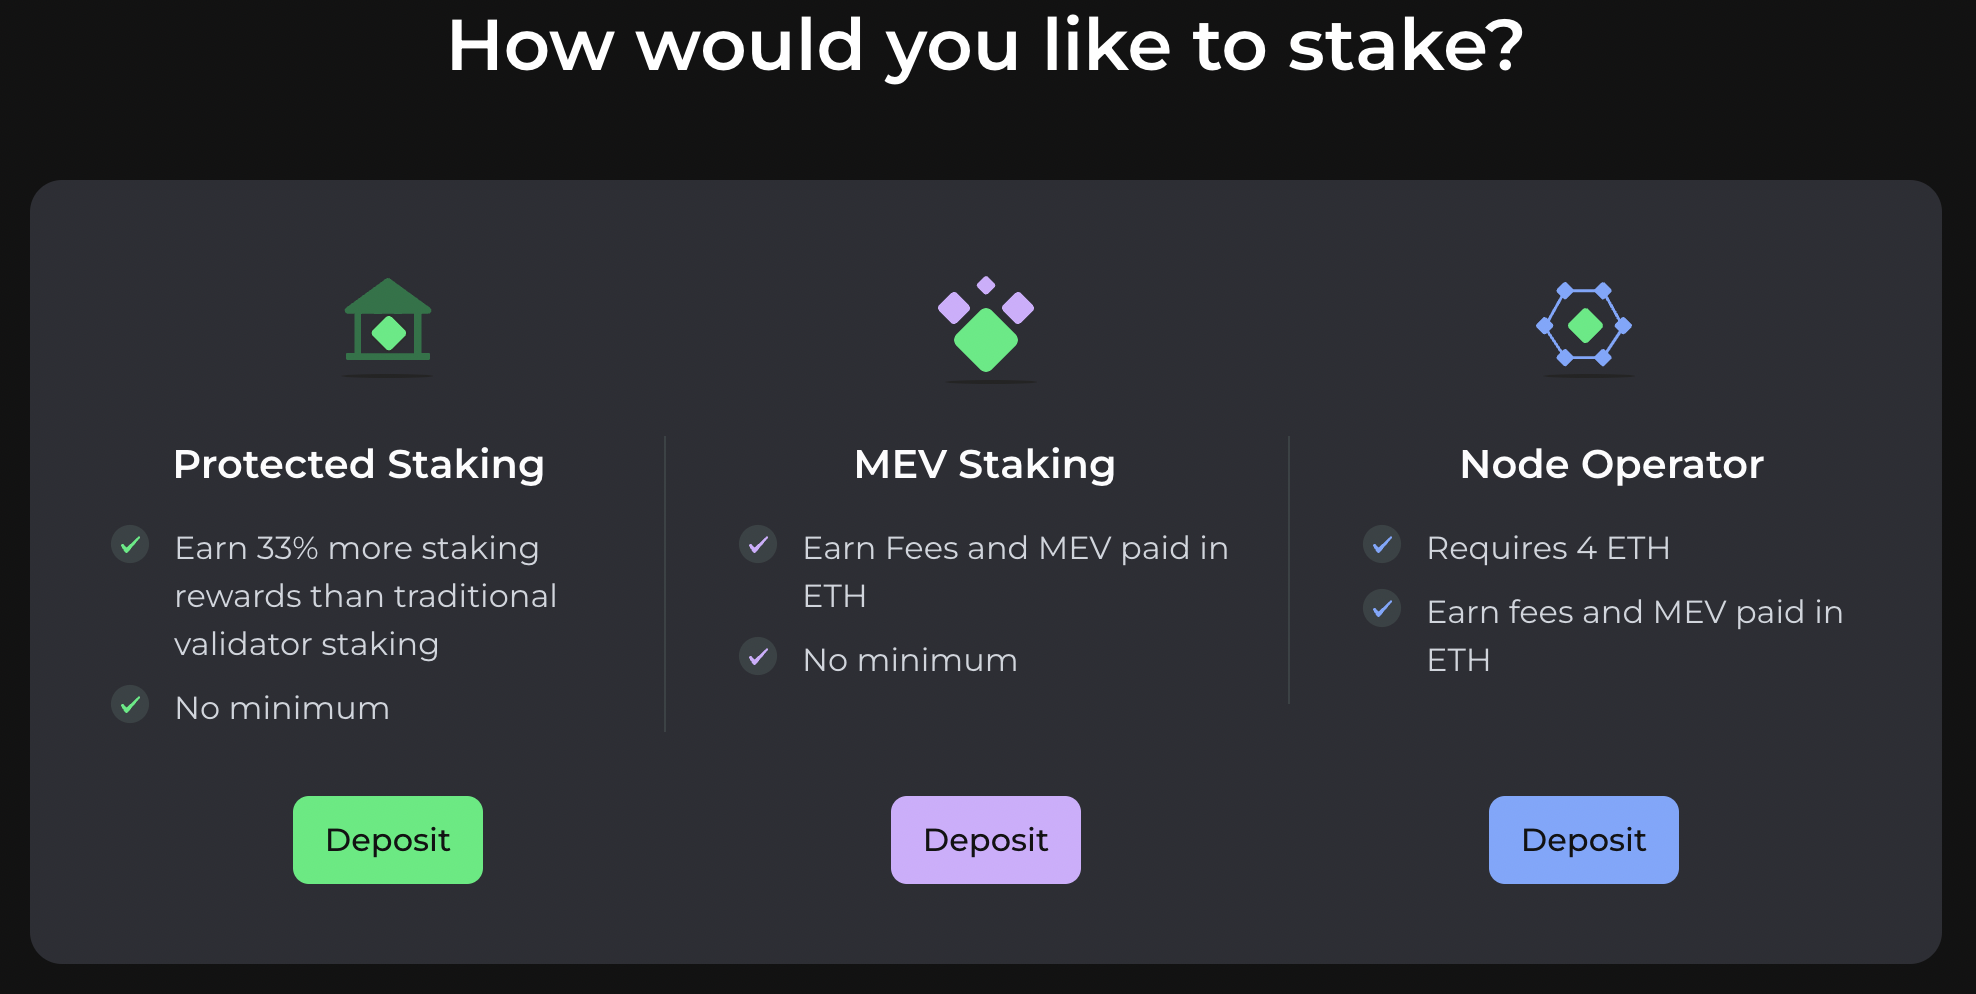 How would you like to stake?
Protected Staking
Earn 33% more staking
rewards than traditional
validator staking
No minimum
Deposit
MEV Staking
Earn Fees and MEV paid in
ETH
No minimum
Deposit
Node Operator
Requires 4 ETH
Earn fees and MEV paid in
ETH
Deposit